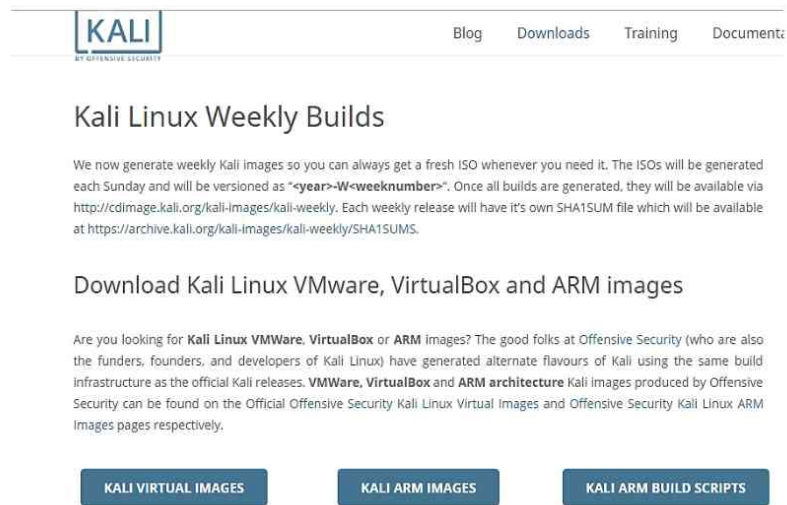 KALI
BY OFFENSIVE SECURITY
Blog Downloads Training Documenta
Kali Linux Weekly Builds
We now generate weekly Kali images so you can always get a fresh ISO whenever you need it. The ISOs will be generated
each Sunday and will be versioned as "<year>-W<weeknumber>". Once all builds are generated, they will be available via
http://cdimage.kali.org/kali-images/kali-weekly. Each weekly release will have it's own SHA1SUM file which will be available
at https://archive.kali.org/kali-images/kali-weekly/SHA1SUMS.
Download Kali Linux VMware, VirtualBox and ARM images
Are you looking for Kali Linux VMWare, VirtualBox or ARM images? The good folks at Offensive Security (who are also
the funders, founders, and developers of Kali Linux) have generated alternate flavours of Kali using the same build
infrastructure as the official Kali releases. VMWare, VirtualBox and ARM architecture Kali images produced by Offensive
Security can be found on the Official Offensive Security Kali Linux Virtual Images and Offensive Security Kali Linux ARM
Images pages respectively.
KALI VIRTUAL IMAGES KALI ARM IMAGES KALI ARM BUILD SCRIPTS